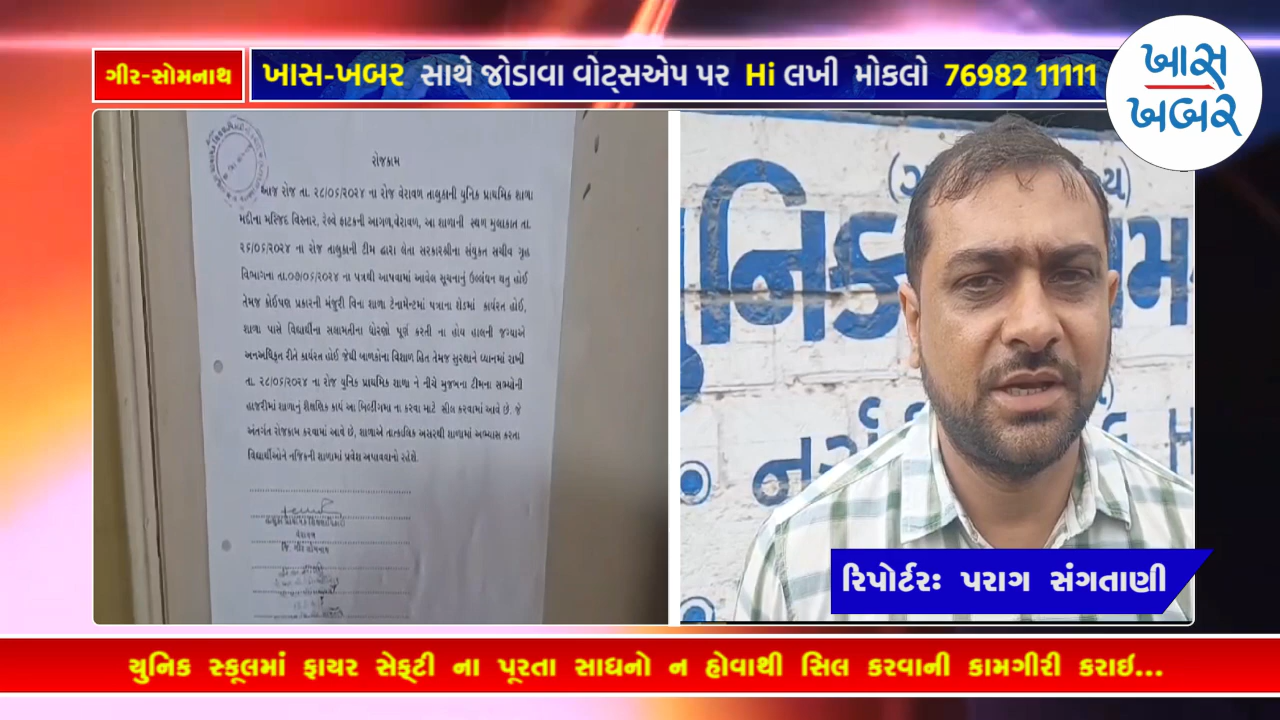 ગીર-સોમનાથ
ખાસ-ખબર સાથે જોડાવા વોટ્સએપ પર Hi લખી મોકલો 76982 11111
ખાસ
ખબર
રોજકામ
આજ રોજ તા. ૨૮/૦૬/૨૦૨૪ ના રોજ વેરાવળ તાલુકાની યુનિક પ્રાથમિક શાળા
મદીના મસ્જિદ વિસ્તાર, રેલ્વે ફાટકની આગળ,વેરાવળ, આ શાળાની સ્થળ મુલાકાત તા.
૨૬/૦૬/૨૦૨૪ ના રોજ તાલુકાની ટીમ દ્વારા લેતા સરકારશ્રીના સંયુક્ત સચીવ ગૃહ
વિભાગના તા.૦૭/૦૬/૨૦૨૪ ના પત્રથી આપવામાં આવેલ સૂચનાનું ઉલ્લંઘન થતુ હોઈ
તેમજ કોઈપણ પ્રકારની મંજુરી વિના શાળા ટેનામેન્ટમાં પત્રાના શેડમાં કાર્યરત હોઈ,
શાળા પાસે વિદ્યાર્થીના સલામતીના ધોરણો પૂર્ણ કરતી ના હોય હાલની જગ્યાએ
અનઅધિકૃત રીતે કાર્યરત હોઈ જેથી બાળકોના વિશાળ હિત તેમજ સુરક્ષાને ધ્યાનમાં રાખી
તા. ૨૮/૦૬/૨૦૨૪ ના રોજ યુનિક પ્રાથમિક શાળા ને નીચે મુજબના ટીમના સભ્યોની
હાજરીમાં શાળાનું શૈક્ષણિક કાર્ય આ બિલ્ડીંગમા ના કરવા માટે સીલ કરવામાં આવે છે. જે
અંતર્ગત રોજકામ કરવામાં આવે છે, શાળાએ તાત્કાલિક અસરથી શાળામાં અભ્યાસ કરતા
વિદ્યાર્થીઓને નજિકની શાળામાં પ્રવેશ અપાવવાનો રહેશે.
વેરાવળ
જિ. ગીર સોમનાથ
યુનિક
નર્સ
રિપોર્ટરઃ પરાગ સંગતાણી
યુનિક સ્કૂલમાં ફાયર સેફ્ટી ના પૂરતા સાધનો ન હોવાથી સિલ કરવાની કામગીરી કરાઈ...